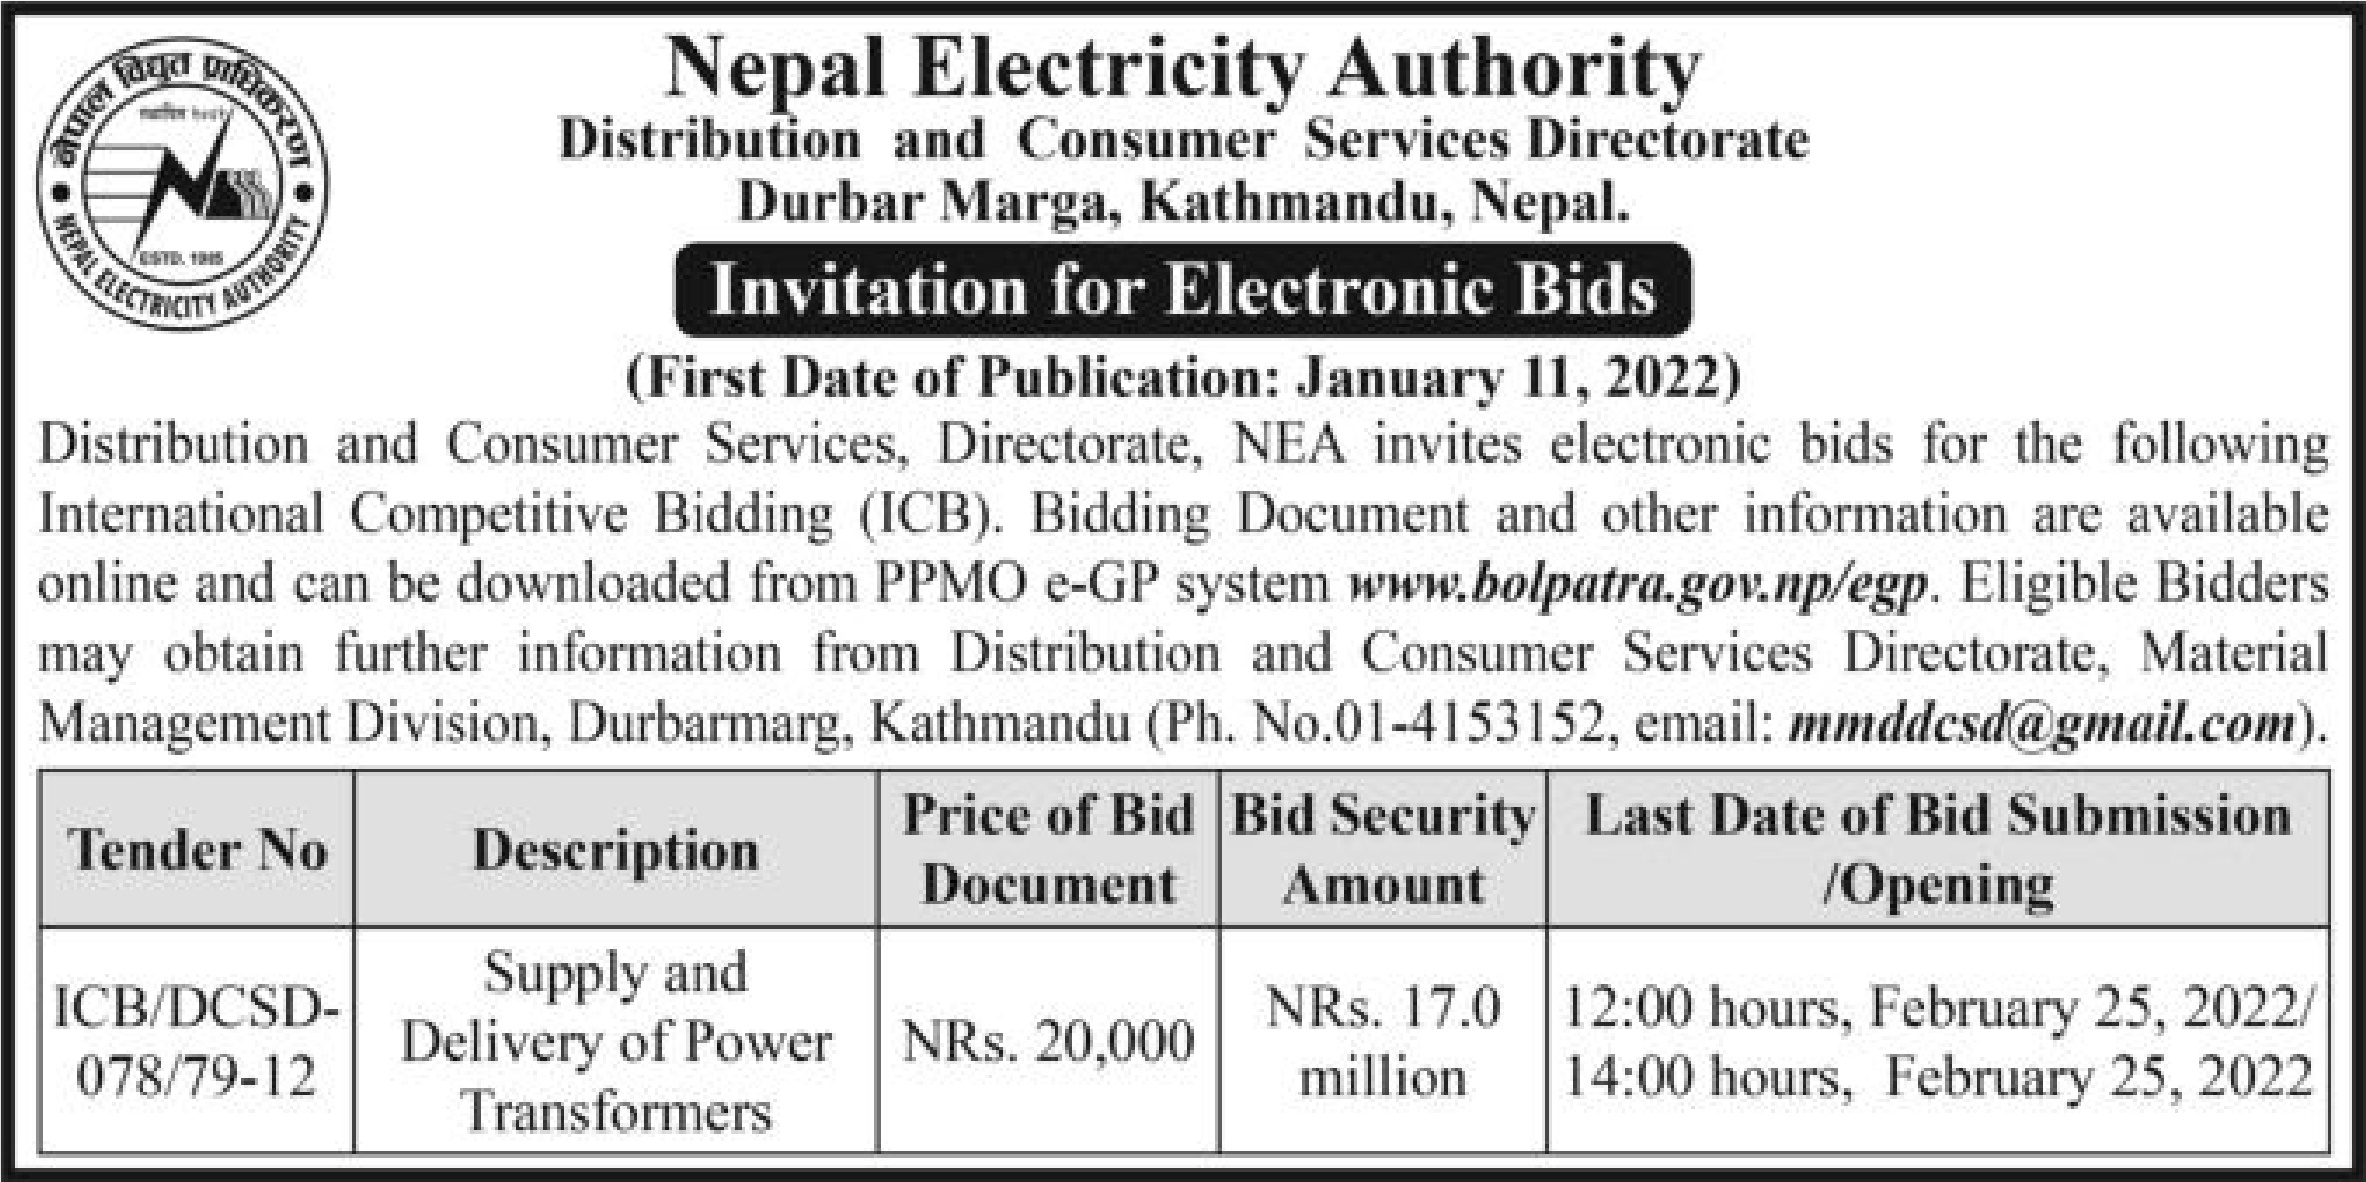 नेपाल विद्युत प्राधिकरण
ESTD. 1985
NEPAL ELECTRICITY AUTHORITY
Nepal Electricity Authority
Distribution and Consumer Services Directorate
Durbar Marga, Kathmandu, Nepal.
Invitation for Electronic Bids
(First Date of Publication: January 11, 2022)
Distribution and Consumer Services, Directorate, NEA invites electronic bids for the following
International Competitive Bidding (ICB). Bidding Document and other information are available
online and can be downloaded from PPMO e-GP system www.bolpatra.gov.np/egp. Eligible Bidders
may obtain further information from Distribution and Consumer Services Directorate, Material
Management Division, Durbarmarg, Kathmandu (Ph. No.01-4153152, email: mmddcsd@gmail.com).
Tender No
Description
Price of Bid
Document
Bid Security
Amount
Last Date of Bid Submission
/Opening
ICB/DCSD-
078/79-12
Supply and
Delivery of Power
Transformers
NRs. 20,000
NRs. 17.0
million
12:00 hours, February 25, 2022/
14:00 hours, February 25, 2022